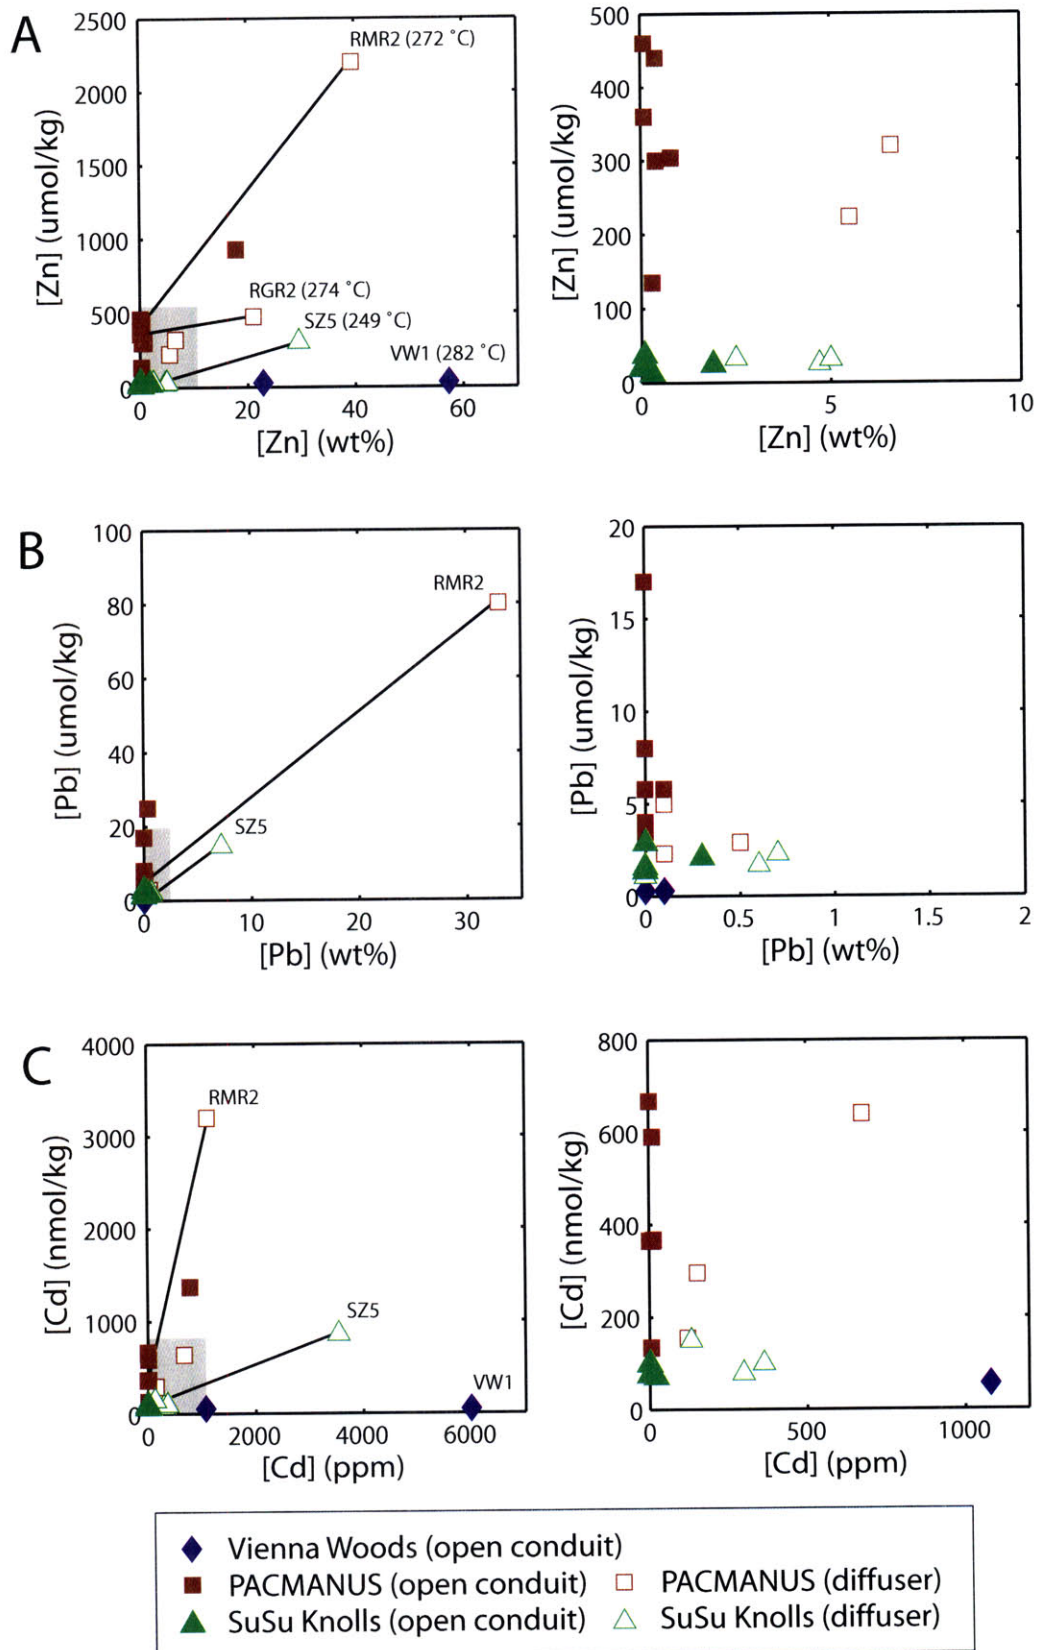 A
2500
2000
1500
1000
500
0
[Zn] (umol/kg)
RMR2 (272 ˚C)
RGR2 (274 ˚C)
SZ5 (249 ˚C)
VW1 (282 ˚C)
0 20 40 60
[Zn] (wt%)
500
400
300
200
100
0
[Zn] (umol/kg)
0 5 10
[Zn] (wt%)
B
100
80
60
40
20
0
[Pb] (umol/kg)
RMR2
SZ5
0 10 20 30
[Pb] (wt%)
20
15
10
5
0
[Pb] (umol/kg)
0 0.5 1 1.5 2
[Pb] (wt%)
C
4000
3000
2000
1000
0
[Cd] (nmol/kg)
RMR2
SZ5
VW1
0 2000 4000 6000
[Cd] (ppm)
800
600
400
200
0
[Cd] (nmol/kg)
0 500 1000
[Cd] (ppm)
Vienna Woods (open conduit)
PACMANUS (open conduit) PACMANUS (diffuser)
SuSu Knolls (open conduit) SuSu Knolls (diffuser)